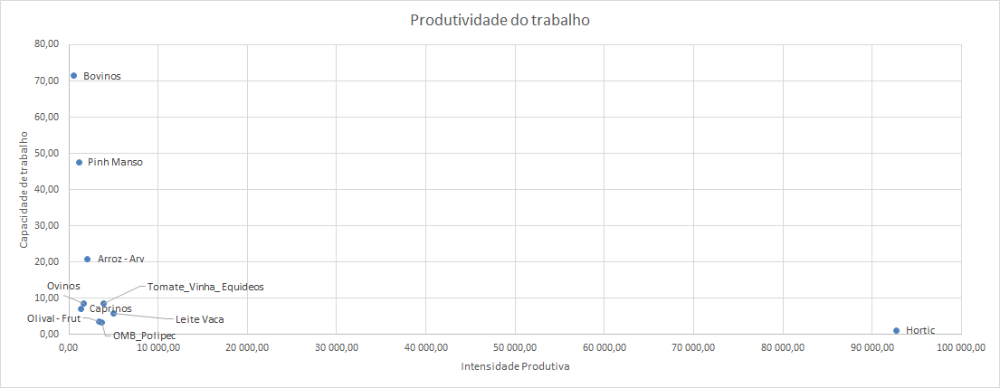 Produtividade do trabalho
80,00
70,00
60,00
50,00
40,00
30,00
20,00
10,00
0,00
Capacidade de trabalho
Bovinos
Pinh Manso
Arroz - Arv
Ovinos
Tomate_Vinha_ Equideos
Caprinos
Olival - Frut
Leite Vaca
OMB_Polipec
Hortic
0,00
10 000,00
20 000,00
30 000,00
40 000,00
50 000,00
60 000,00
70 000,00
80 000,00
90 000,00
100 000,00
Intensidade Produtiva